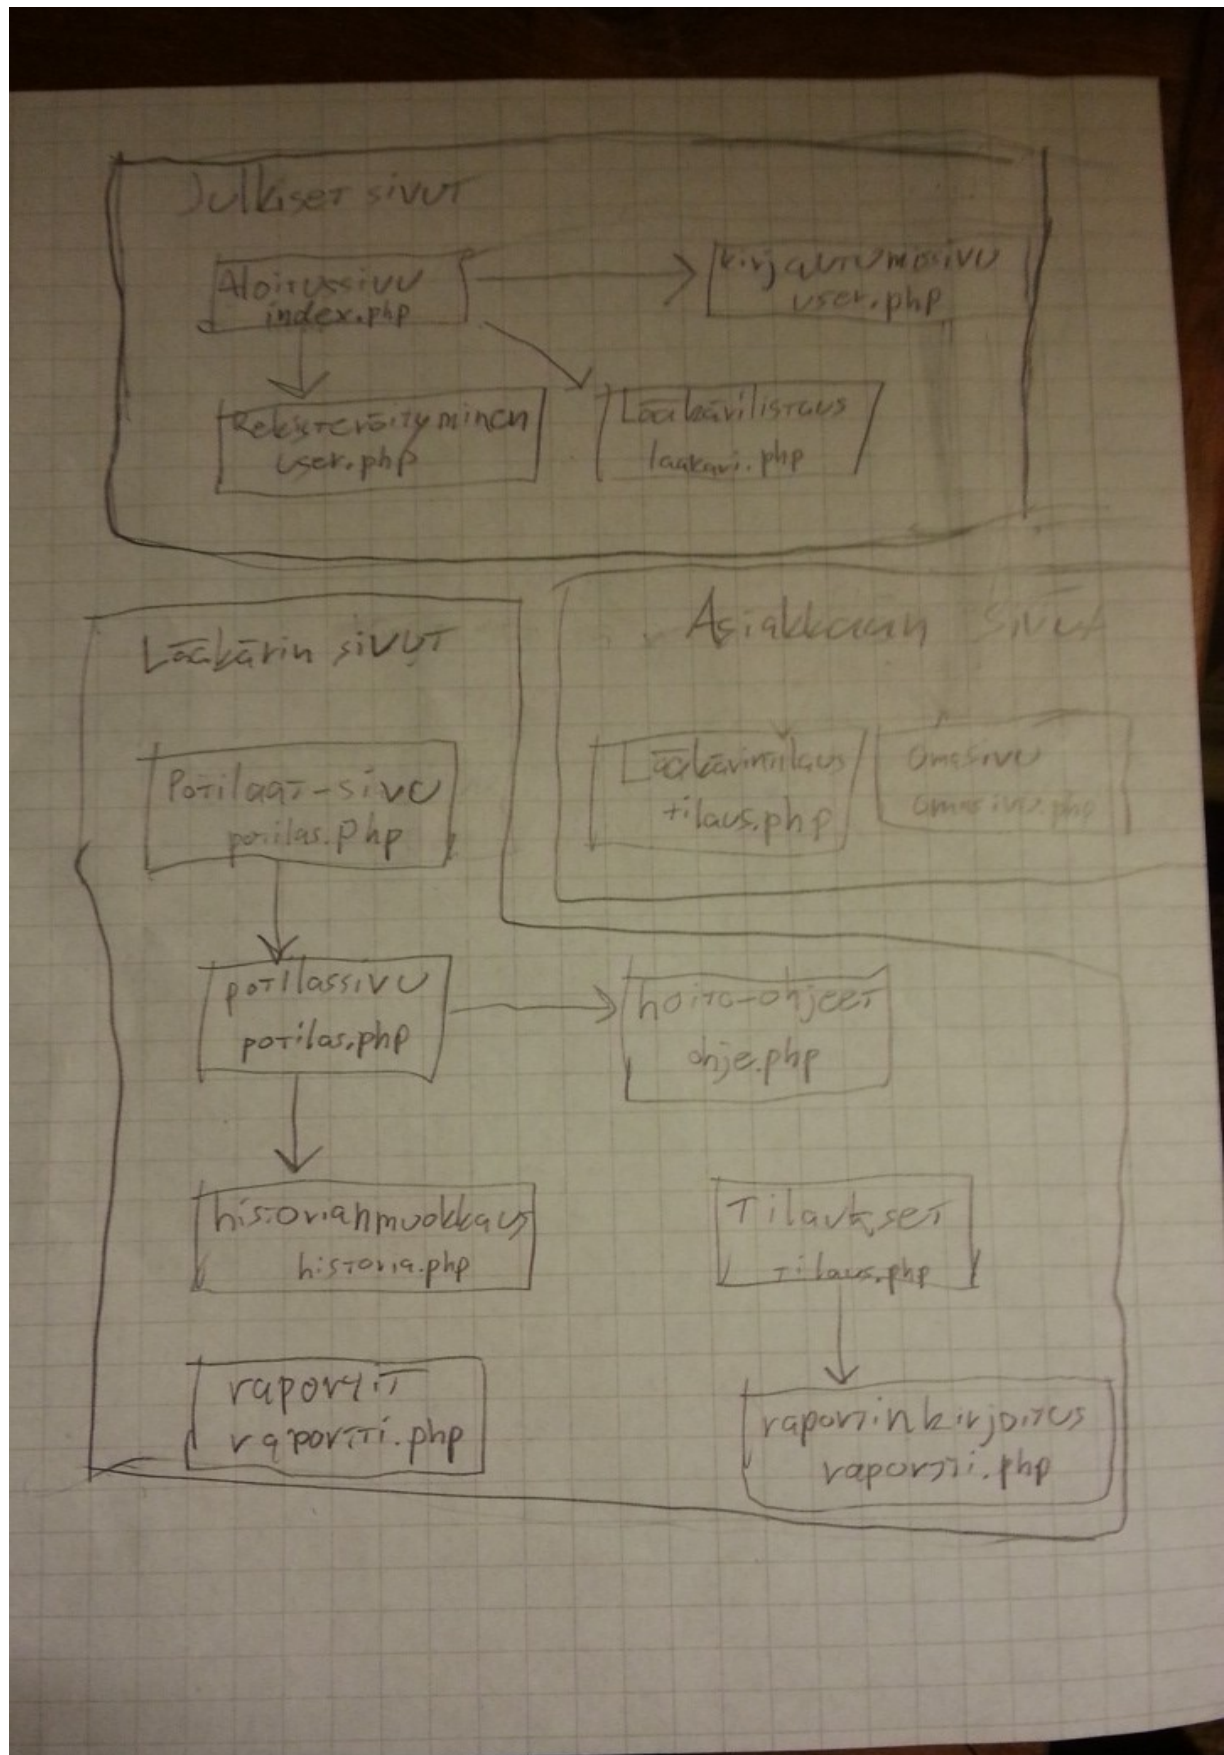 Julkiset sivut
Aloitussivu
index.php
kirjautumissivu
user.php
Rekisteröityminen
user.php
Lääkärilistaus
laakari.php
Lääkärin sivut
Asiakkaan sivut
Potilaat-sivu
potilas.php
Lääkärintilaus
tilaus.php
Omasivu
omasivu.php
potilassivu
potilas.php
hoito-ohjeet
ohje.php
historianmuokkaus
historia.php
Tilaukset
tilaus.php
raportit
raportti.php
raportinkirjoitus
raportti.php